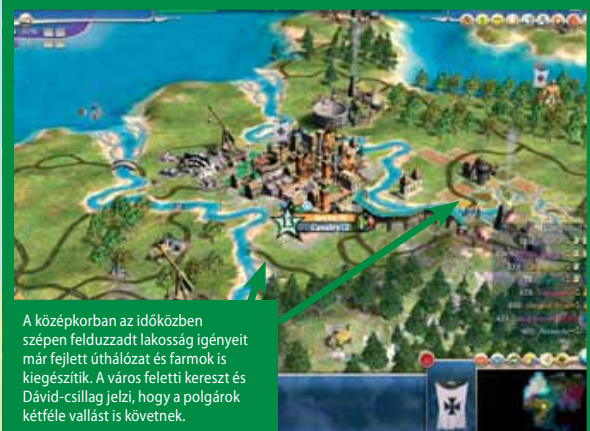 Cavalry
A középkorban az időközben
szépen felduzzadt lakosság igényeit
már fejlett úthálózat és farmok is
kiegészítik. A város feletti kereszt és
Dávid-csillag jelzi, hogy a polgárok
kétféle vallást is követnek.